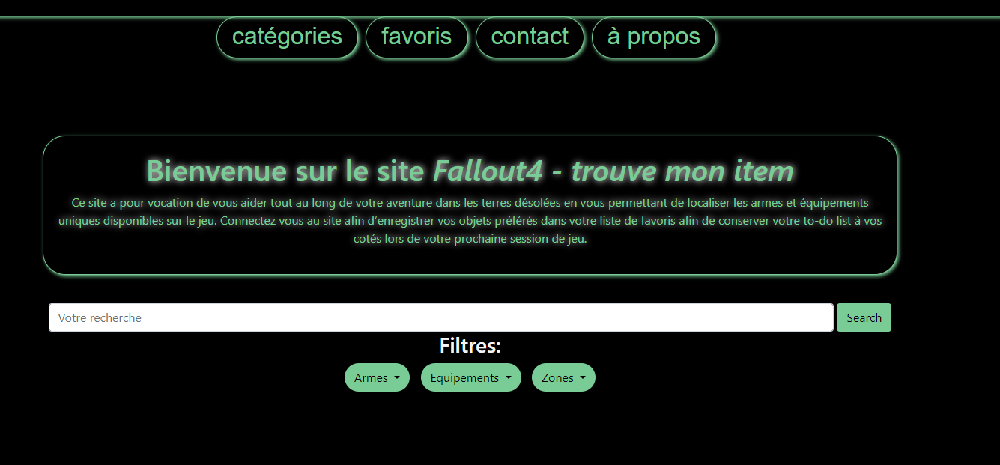 catégories favoris contact à propos
Bienvenue sur le site Fallout4 - trouve mon item
Ce site a pour vocation de vous aider tout au long de votre aventure dans les terres désolées en vous permettant de localiser les armes et équipements
uniques disponibles sur le jeu. Connectez vous au site afin d'enregistrer vos objets préférés dans votre liste de favoris afin de conserver votre to-do list à vos
cotés lors de votre prochaine session de jeu.
Votre recherche Search
Filtres:
Armes Equipements Zones